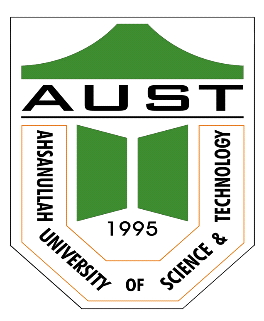 AUST
1995
AHSANULLAH UNIVERSITY OF SCIENCE & TECHNOLOGY